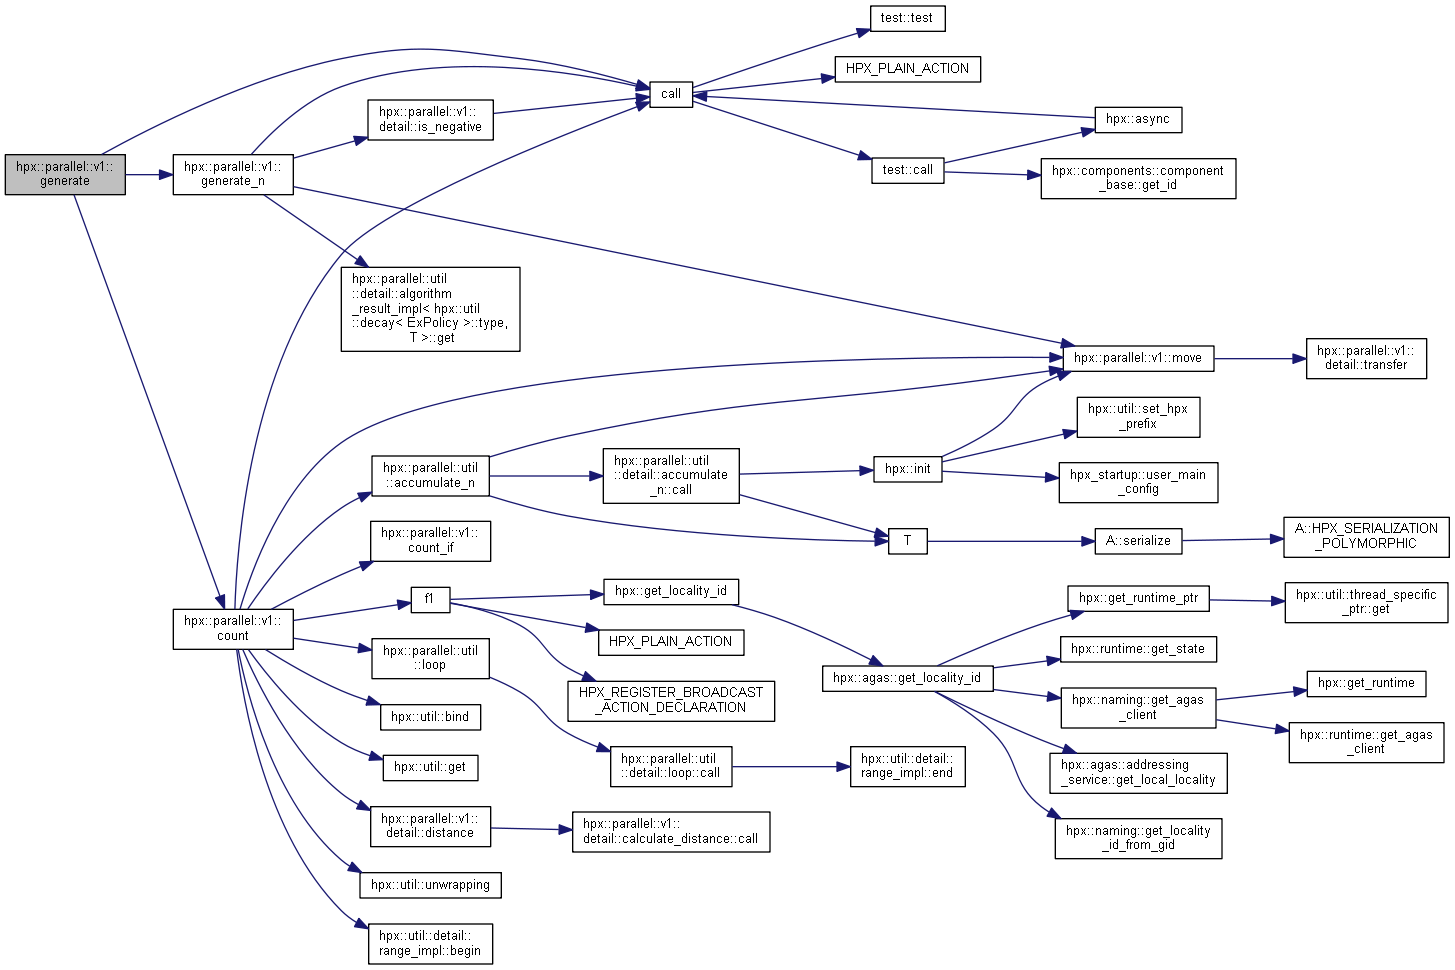 hpx::parallel::v1::
generate
hpx::parallel::v1::
generate_n
hpx::parallel::v1::
count
hpx::parallel::v1::
detail::is_negative
hpx::parallel::util
::detail::algorithm
_result_impl< hpx::util
::decay< ExPolicy >::type,
T >::get
hpx::parallel::util
::accumulate_n
hpx::parallel::v1::
count_if
f1
hpx::parallel::util
::loop
hpx::util::bind
hpx::util::get
hpx::parallel::v1::
detail::distance
hpx::util::unwrapping
hpx::util::detail::
range_impl::begin
call
hpx::parallel::util
::detail::accumulate
_n::call
hpx::get_locality_id
HPX_PLAIN_ACTION
HPX_REGISTER_BROADCAST
_ACTION_DECLARATION
hpx::parallel::util
::detail::loop::call
hpx::parallel::v1::
detail::calculate_distance::call
test::test
HPX_PLAIN_ACTION
test::call
hpx::init
T
hpx::agas::get_locality_id
hpx::util::detail::
range_impl::end
hpx::async
hpx::components::component
_base::get_id
hpx::parallel::v1::move
hpx::util::set_hpx
_prefix
hpx_startup::user_main
_config
A::serialize
hpx::get_runtime_ptr
hpx::runtime::get_state
hpx::naming::get_agas
_client
hpx::agas::addressing
_service::get_local_locality
hpx::naming::get_locality
_id_from_gid
hpx::parallel::v1::
detail::transfer
A::HPX_SERIALIZATION
_POLYMORPHIC
hpx::util::thread_specific
_ptr::get
hpx::get_runtime
hpx::runtime::get_agas
_client